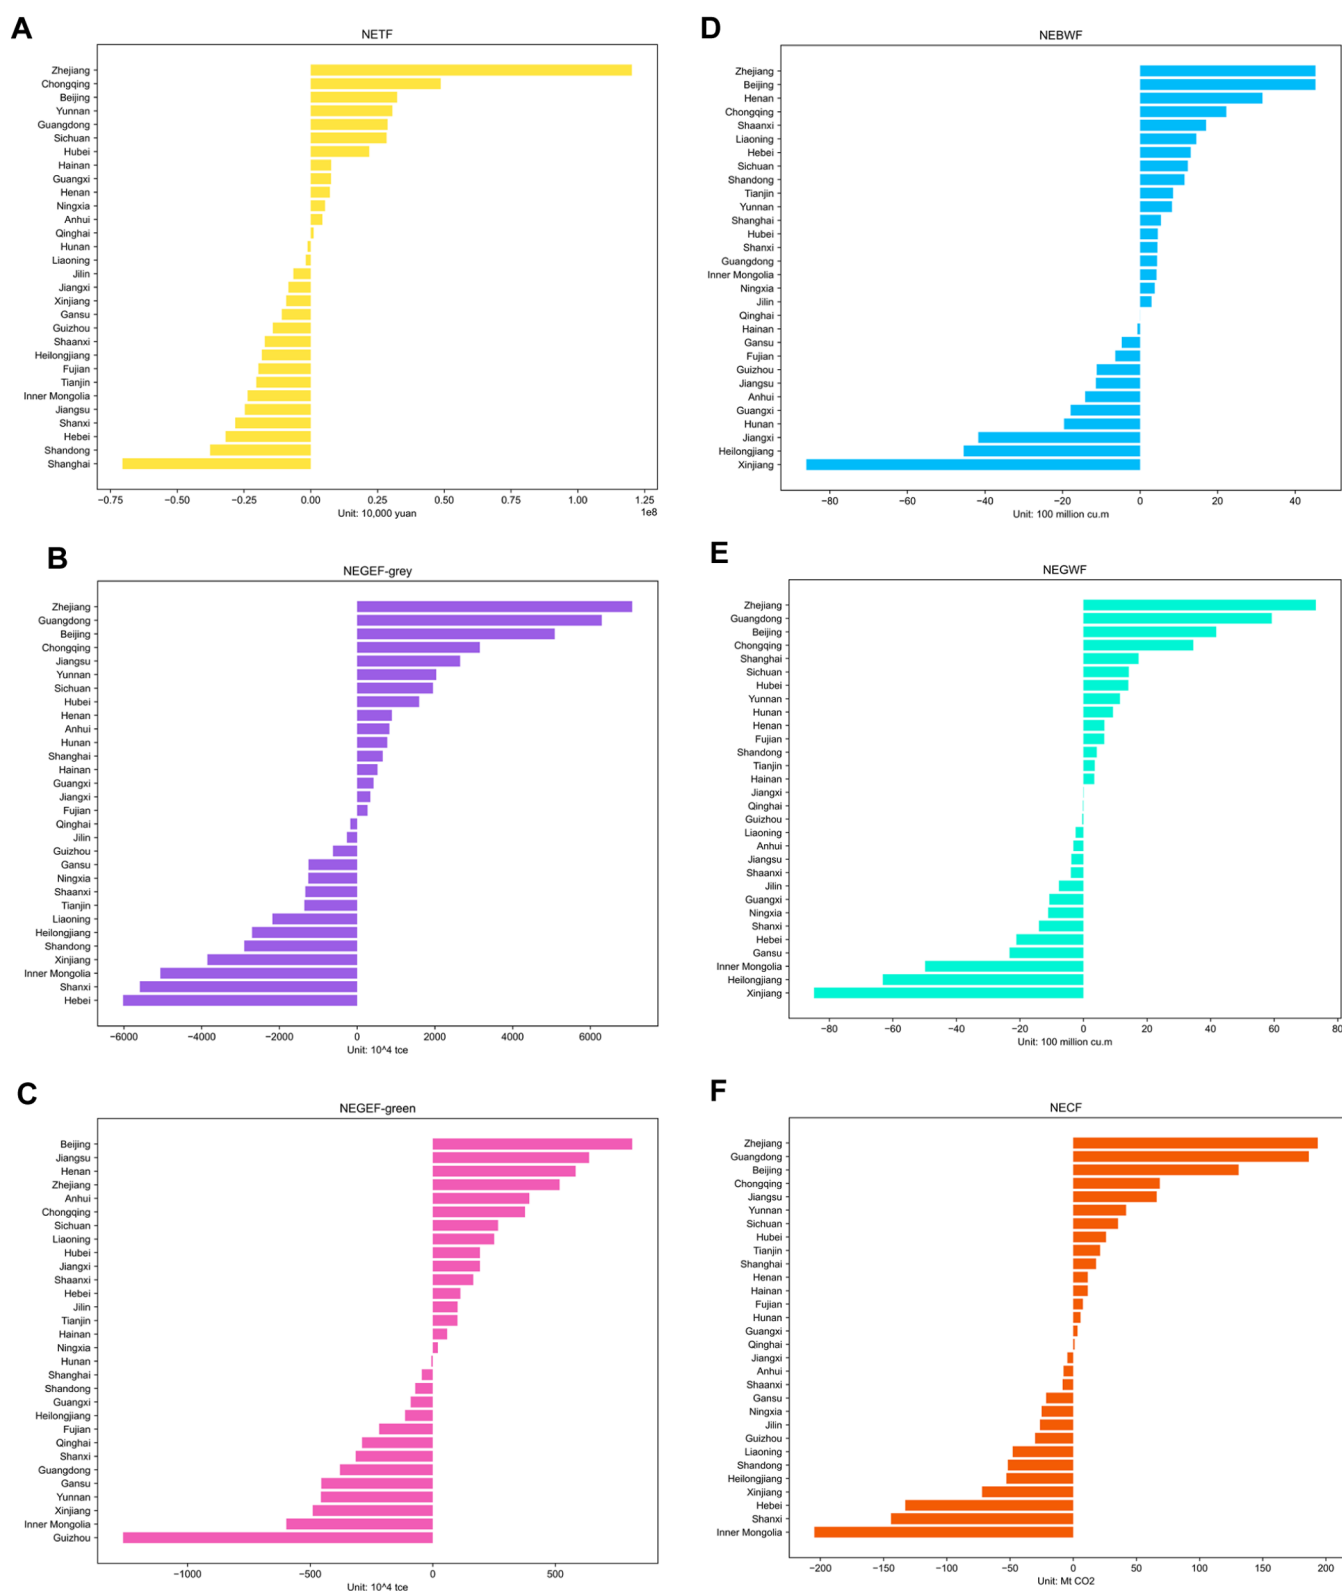 A
NETF
Zhejiang
Chongqing
Beijing
Yunnan
Guangdong
Sichuan
Hubei
Hainan
Guangxi
Henan
Ningxia
Anhui
Qinghai
Hunan
Liaoning
Jilin
Jiangxi
Xinjiang
Gansu
Guizhou
Shaanxi
Heilongjiang
Fujian
Tianjin
Inner Mongolia
Jiangsu
Shanxi
Hebei
Shandong
Shanghai
−0.75 −0.50 −0.25 0.00 0.25 0.50 0.75 1.00 1.25
Unit: 10,000 yuan 1e8
D
NEBWF
Zhejiang
Beijing
Henan
Chongqing
Shaanxi
Liaoning
Hebei
Sichuan
Shandong
Tianjin
Yunnan
Shanghai
Hubei
Shanxi
Guangdong
Inner Mongolia
Ningxia
Jilin
Qinghai
Hainan
Gansu
Fujian
Guizhou
Jiangsu
Anhui
Guangxi
Hunan
Jiangxi
Heilongjiang
Xinjiang
−80 −60 −40 −20 0 20 40
Unit: 100 million cu.m
B
NEGEF-grey
Zhejiang
Guangdong
Beijing
Chongqing
Jiangsu
Yunnan
Sichuan
Hubei
Henan
Anhui
Hunan
Shanghai
Hainan
Guangxi
Jiangxi
Fujian
Qinghai
Jilin
Guizhou
Gansu
Ningxia
Shaanxi
Tianjin
Liaoning
Heilongjiang
Shandong
Xinjiang
Inner Mongolia
Shanxi
Hebei
−6000 −4000 −2000 0 2000 4000 6000
Unit: 10^4 tce
E
NEGWF
Zhejiang
Guangdong
Beijing
Chongqing
Shanghai
Sichuan
Hubei
Yunnan
Hunan
Henan
Fujian
Shandong
Tianjin
Hainan
Jiangxi
Qinghai
Guizhou
Liaoning
Anhui
Jiangsu
Shaanxi
Jilin
Guangxi
Ningxia
Shanxi
Hebei
Gansu
Inner Mongolia
Heilongjiang
Xinjiang
−80 −60 −40 −20 0 20 40 60 80
Unit: 100 million cu.m
C
NEGEF-green
Beijing
Jiangsu
Henan
Zhejiang
Anhui
Chongqing
Sichuan
Liaoning
Hubei
Jiangxi
Shaanxi
Hebei
Jilin
Tianjin
Hainan
Ningxia
Hunan
Shanghai
Shandong
Guangxi
Heilongjiang
Fujian
Qinghai
Shanxi
Guangdong
Gansu
Yunnan
Xinjiang
Inner Mongolia
Guizhou
−1000 −500 0 500
Unit: 10^4 tce
F
NECF
Zhejiang
Guangdong
Beijing
Chongqing
Jiangsu
Yunnan
Sichuan
Hubei
Tianjin
Shanghai
Henan
Hainan
Fujian
Hunan
Guangxi
Qinghai
Jiangxi
Anhui
Shaanxi
Gansu
Ningxia
Jilin
Guizhou
Liaoning
Shandong
Heilongjiang
Xinjiang
Hebei
Shanxi
Inner Mongolia
−200 −150 −100 −50 0 50 100 150 200
Unit: Mt CO2